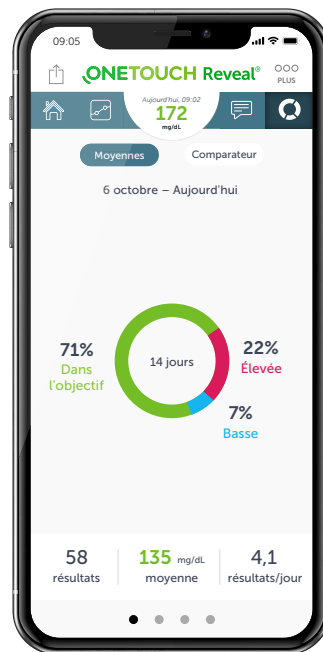 09:05
ONETOUCH Reveal®
PLUS
Aujourd'hui, 09:02
172
mg/dL
Moyennes
Comparateur
6 octobre – Aujourd'hui
71%
Dans
l'objectif
14 jours
22%
Élevée
7%
Basse
58
résultats
135 mg/dL
moyenne
4,1
résultats/jour